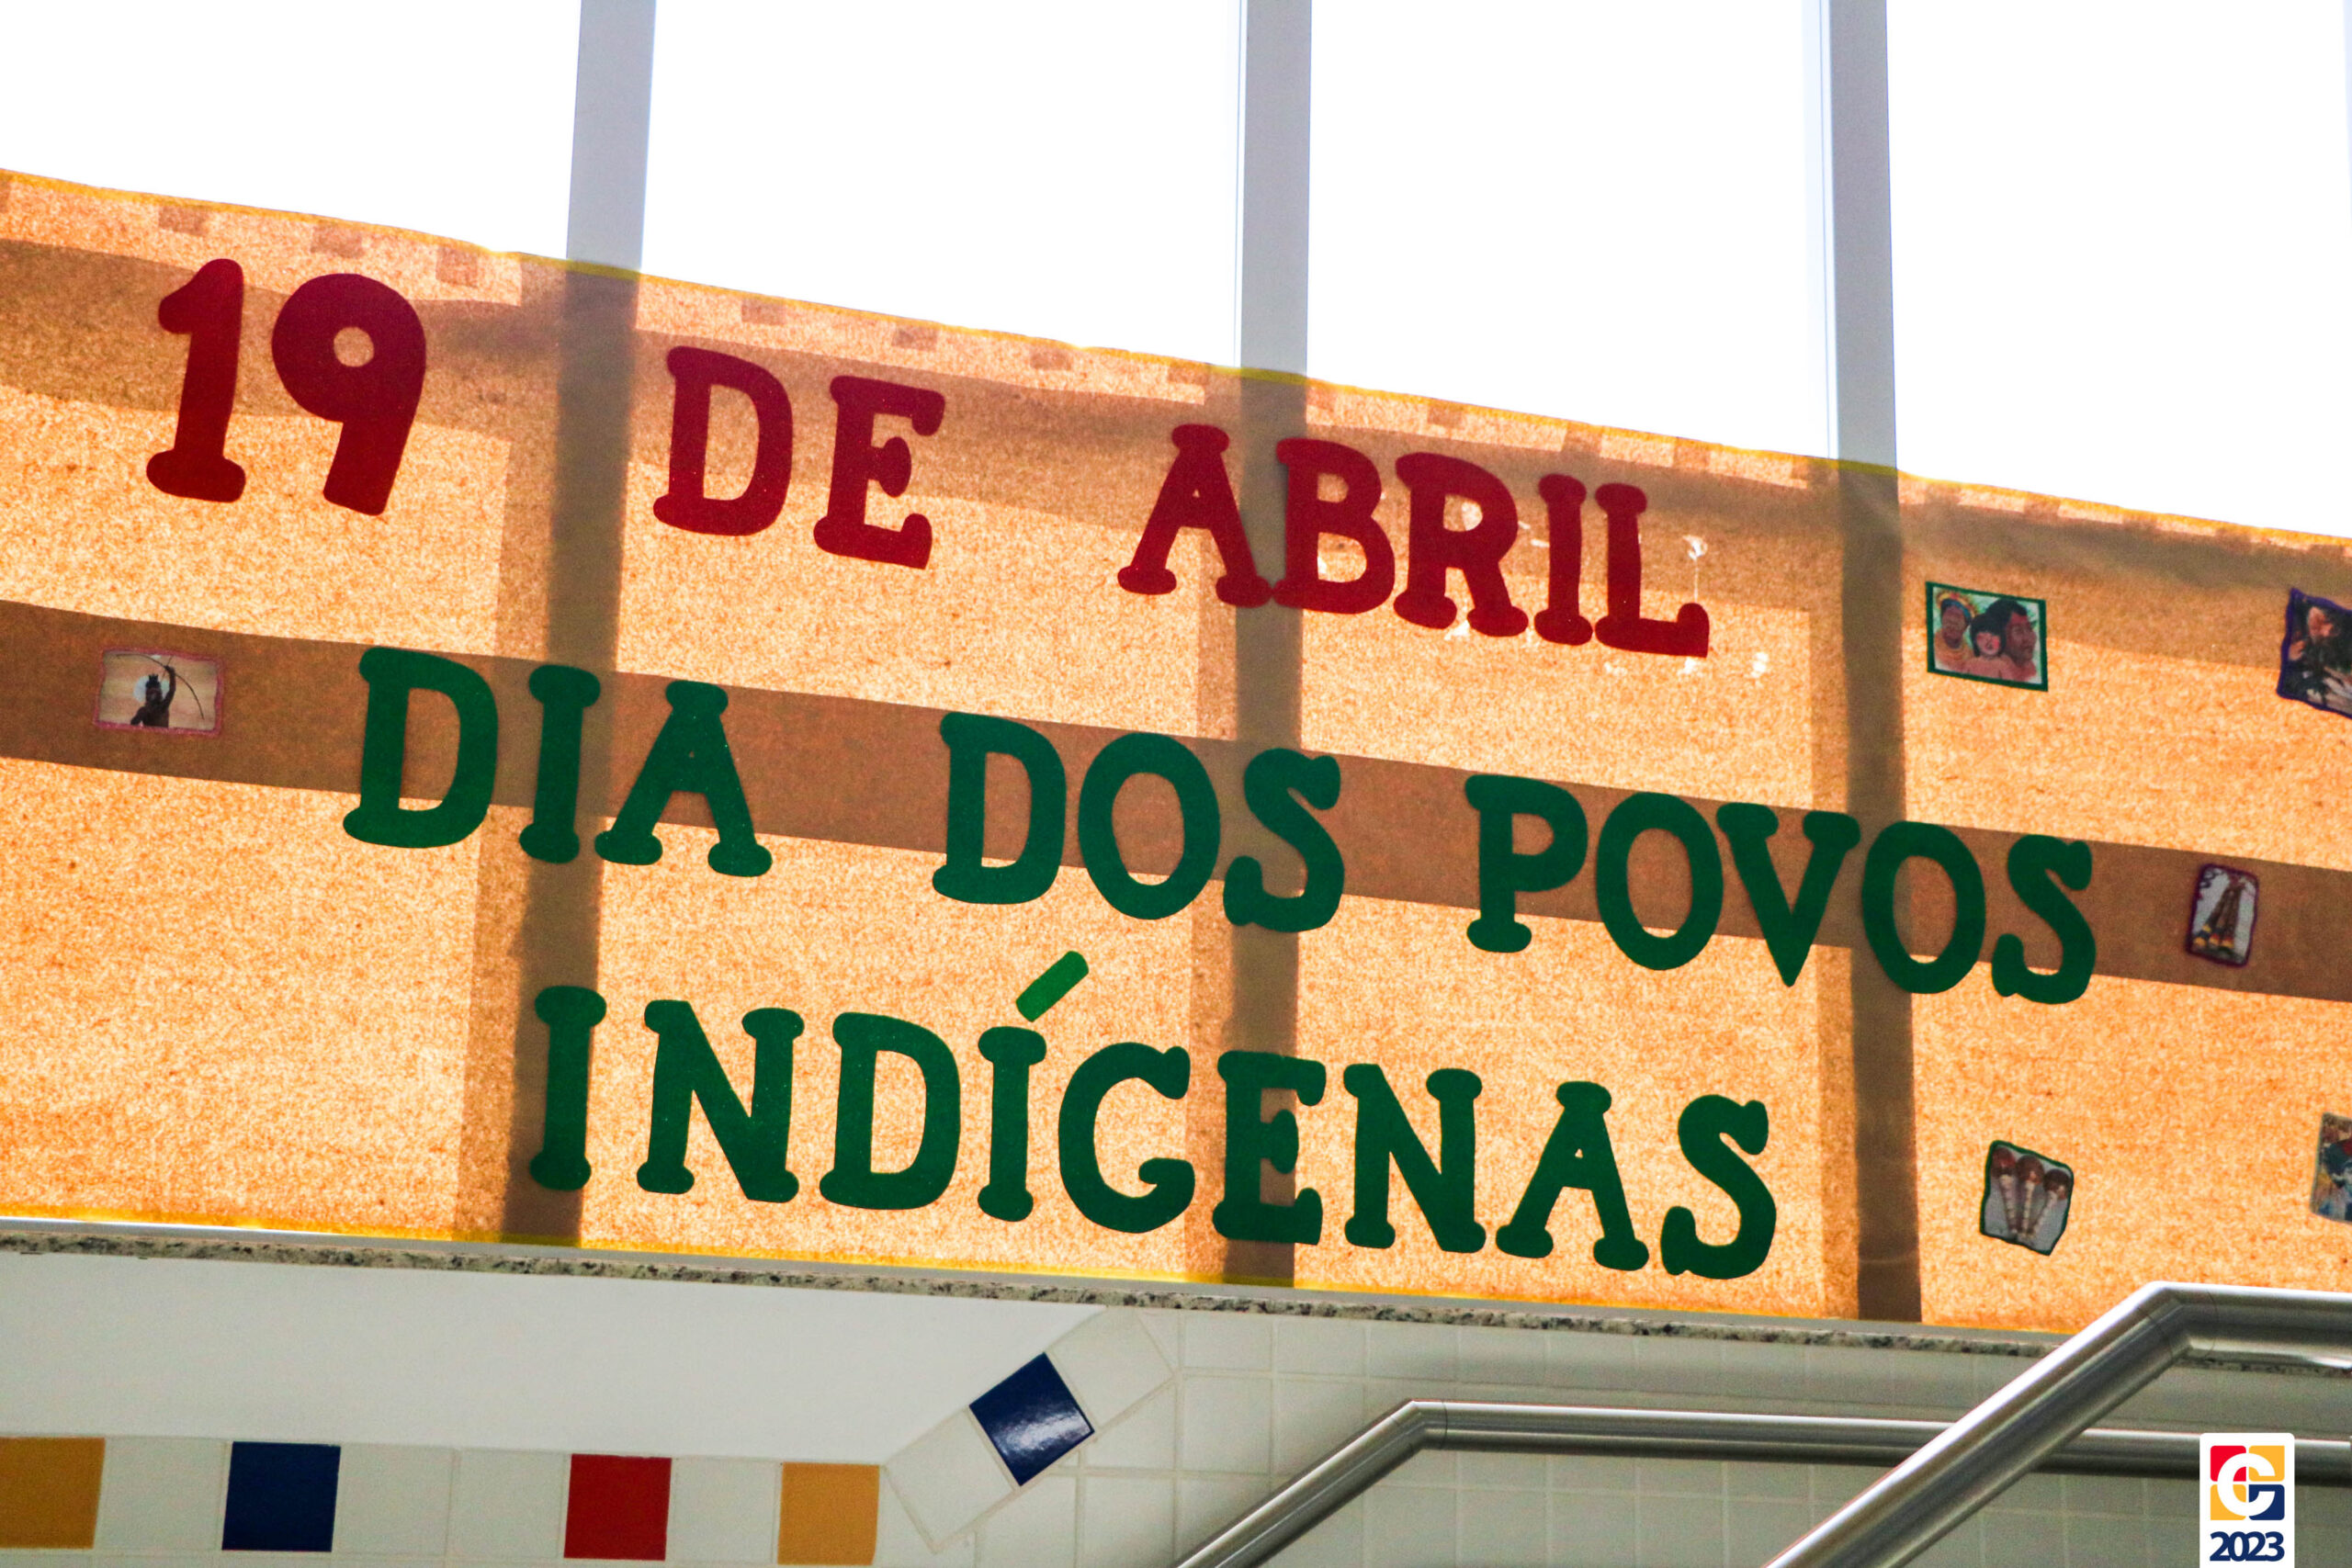 19 DE ABRIL
DIA DOS POVOS
INDÍGENAS
G
2023